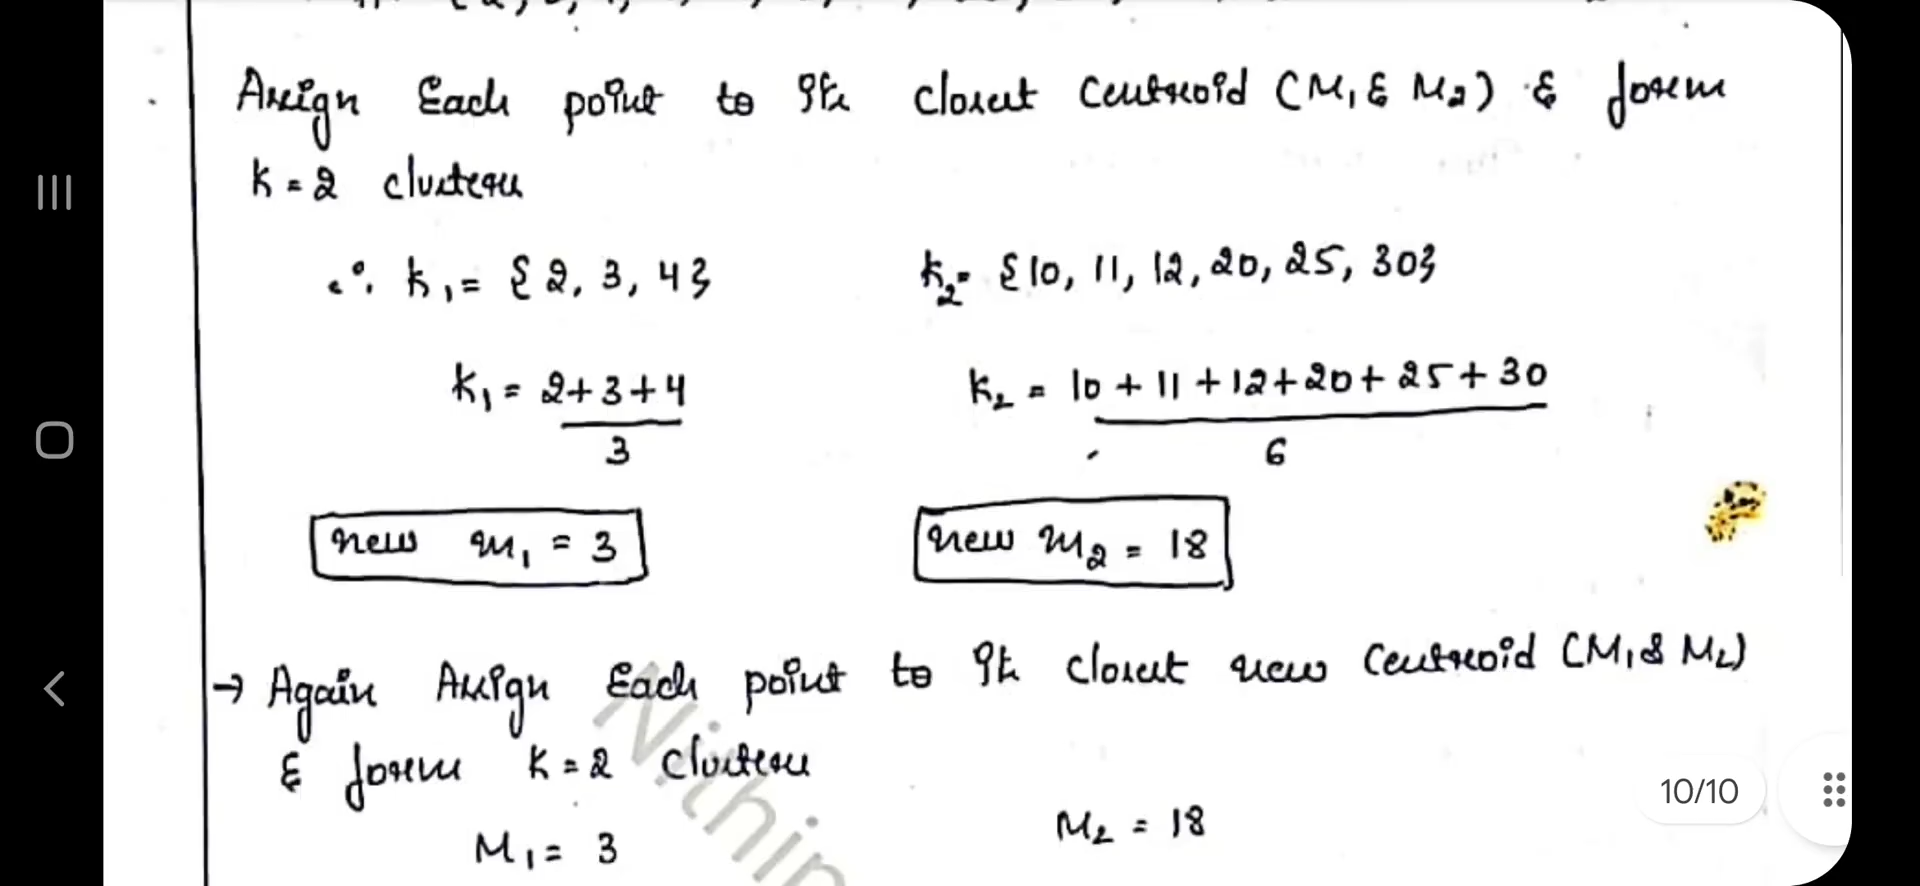 Assign Each point to its closest Centroid (M1 & M2) & form
K = 2 clusters
∴ K1 = {2, 3, 4} K2 = {10, 11, 12, 20, 25, 30}
K1 = 2+3+4 / 3 K2 = 10 + 11 + 12 + 20 + 25 + 30 / 6
new m1 = 3 new m2 = 18
→ Again Assign Each point to its closest new Centroid (M1 & M2)
& form K = 2 clusters
M1 = 3 M2 = 18
Nithin
10/10